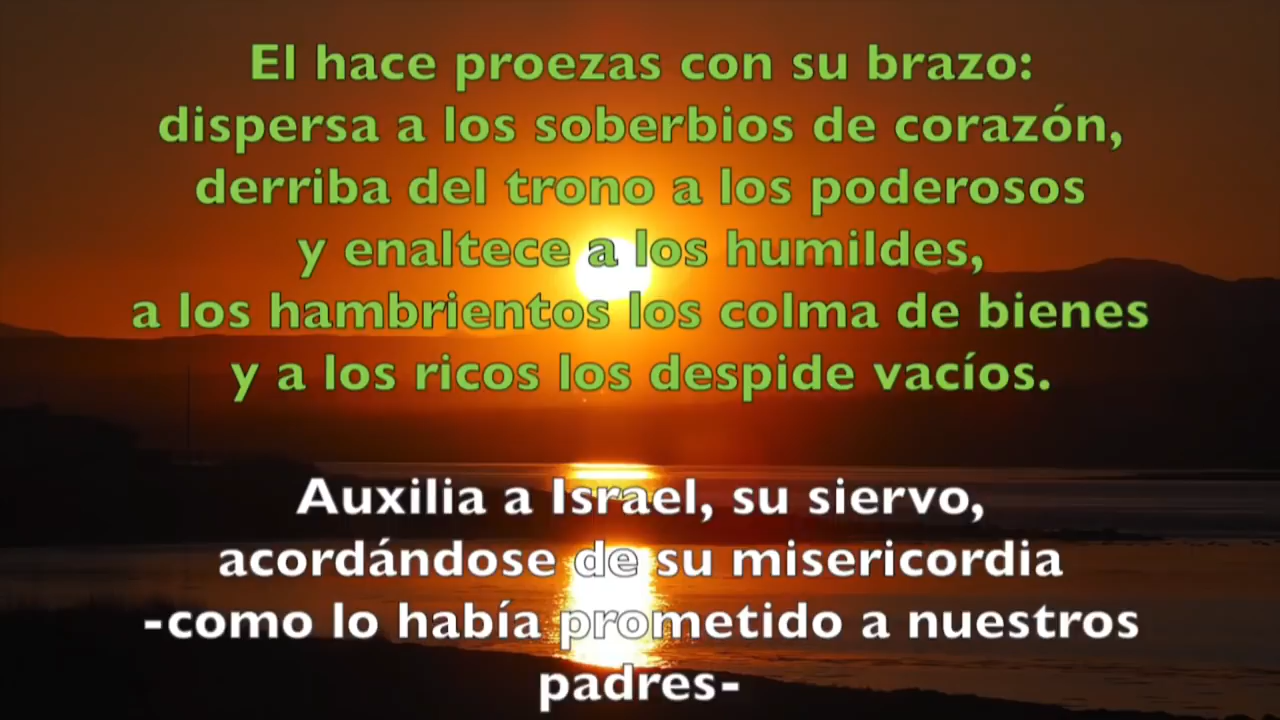 El hace proezas con su brazo:
dispersa a los soberbios de corazón,
derriba del trono a los poderosos
y enaltece a los humildes,
a los hambrientos los colma de bienes
y a los ricos los despide vacíos.
Auxilia a Israel, su siervo,
acordándose de su misericordia
-como lo había prometido a nuestros
padres-